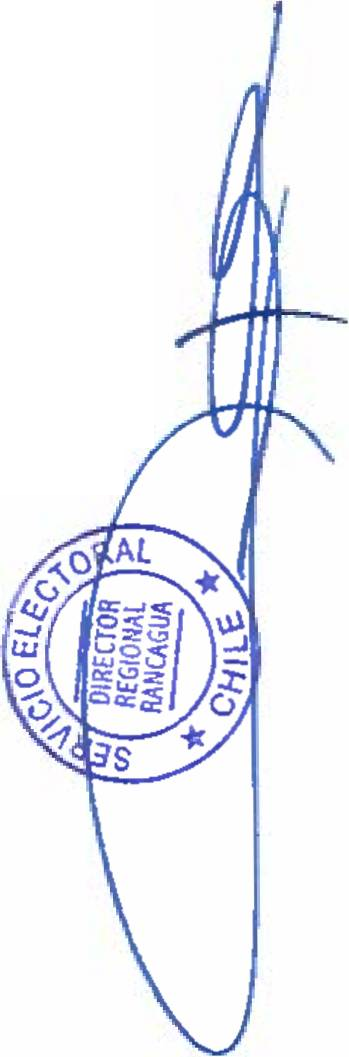 SERVICIO ELECTORAL
DIRECTOR
REGIONAL
RANCAGUA
★ CHILE ★